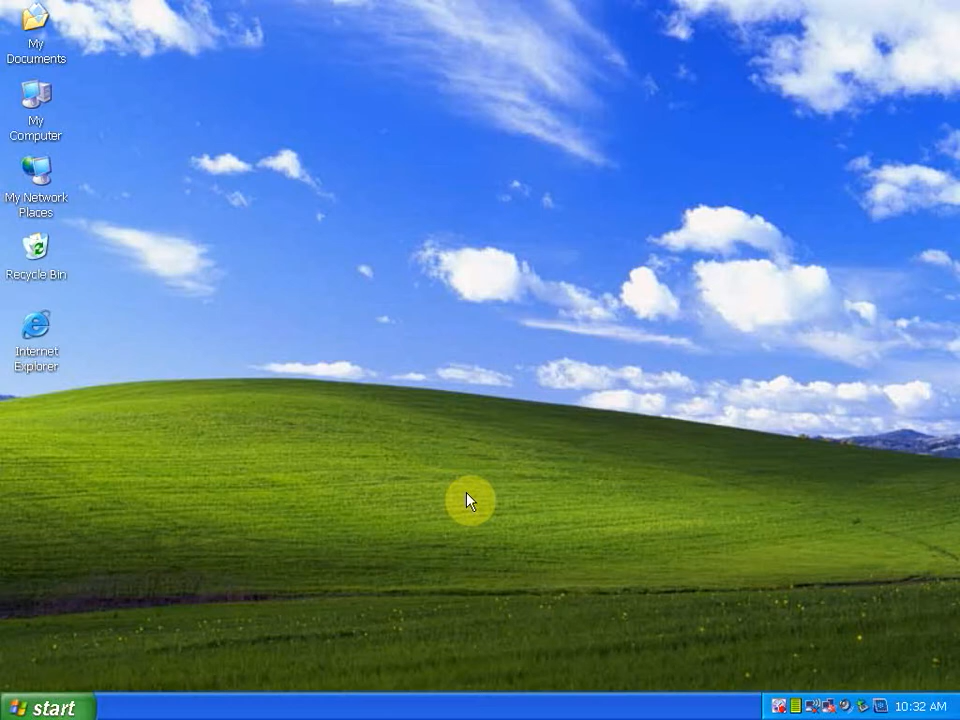 My
Documents
My
Computer
My Network
Places
Recycle Bin
Internet
Explorer
start
10:32 AM